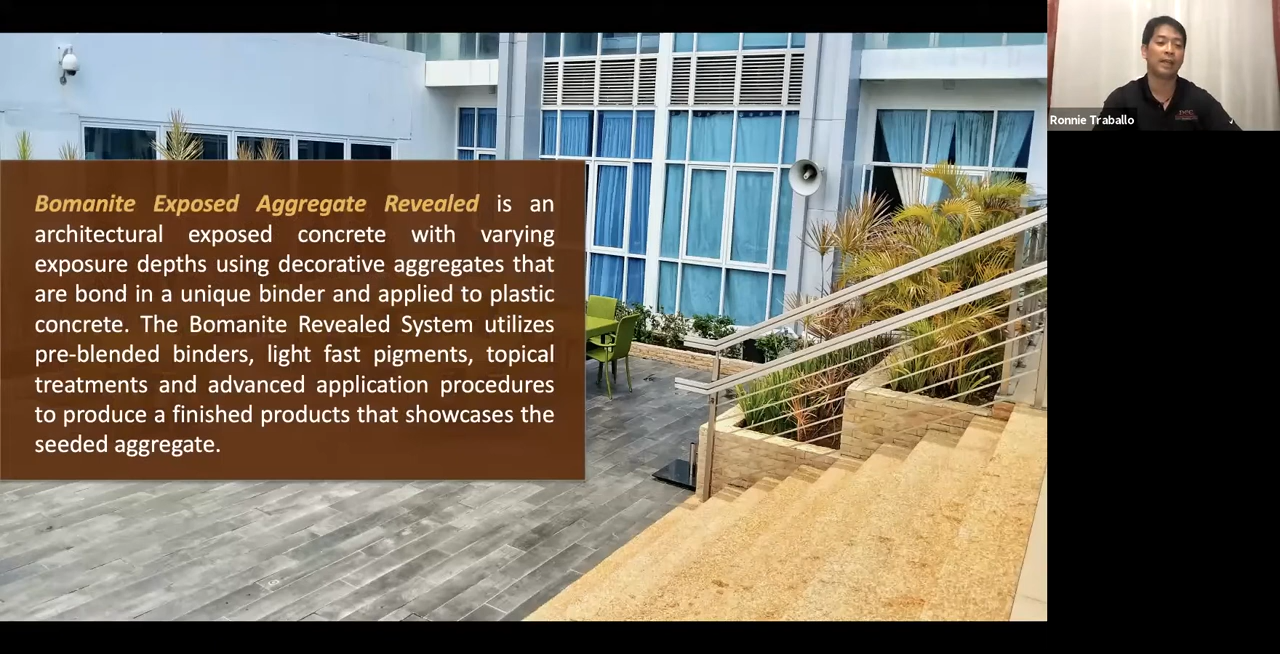 Bomanite Exposed Aggregate Revealed is an
architectural exposed concrete with varying
exposure depths using decorative aggregates that
are bond in a unique binder and applied to plastic
concrete. The Bomanite Revealed System utilizes
pre-blended binders, light fast pigments, topical
treatments and advanced application procedures
to produce a finished products that showcases the
seeded aggregate.
Ronnie Traballo